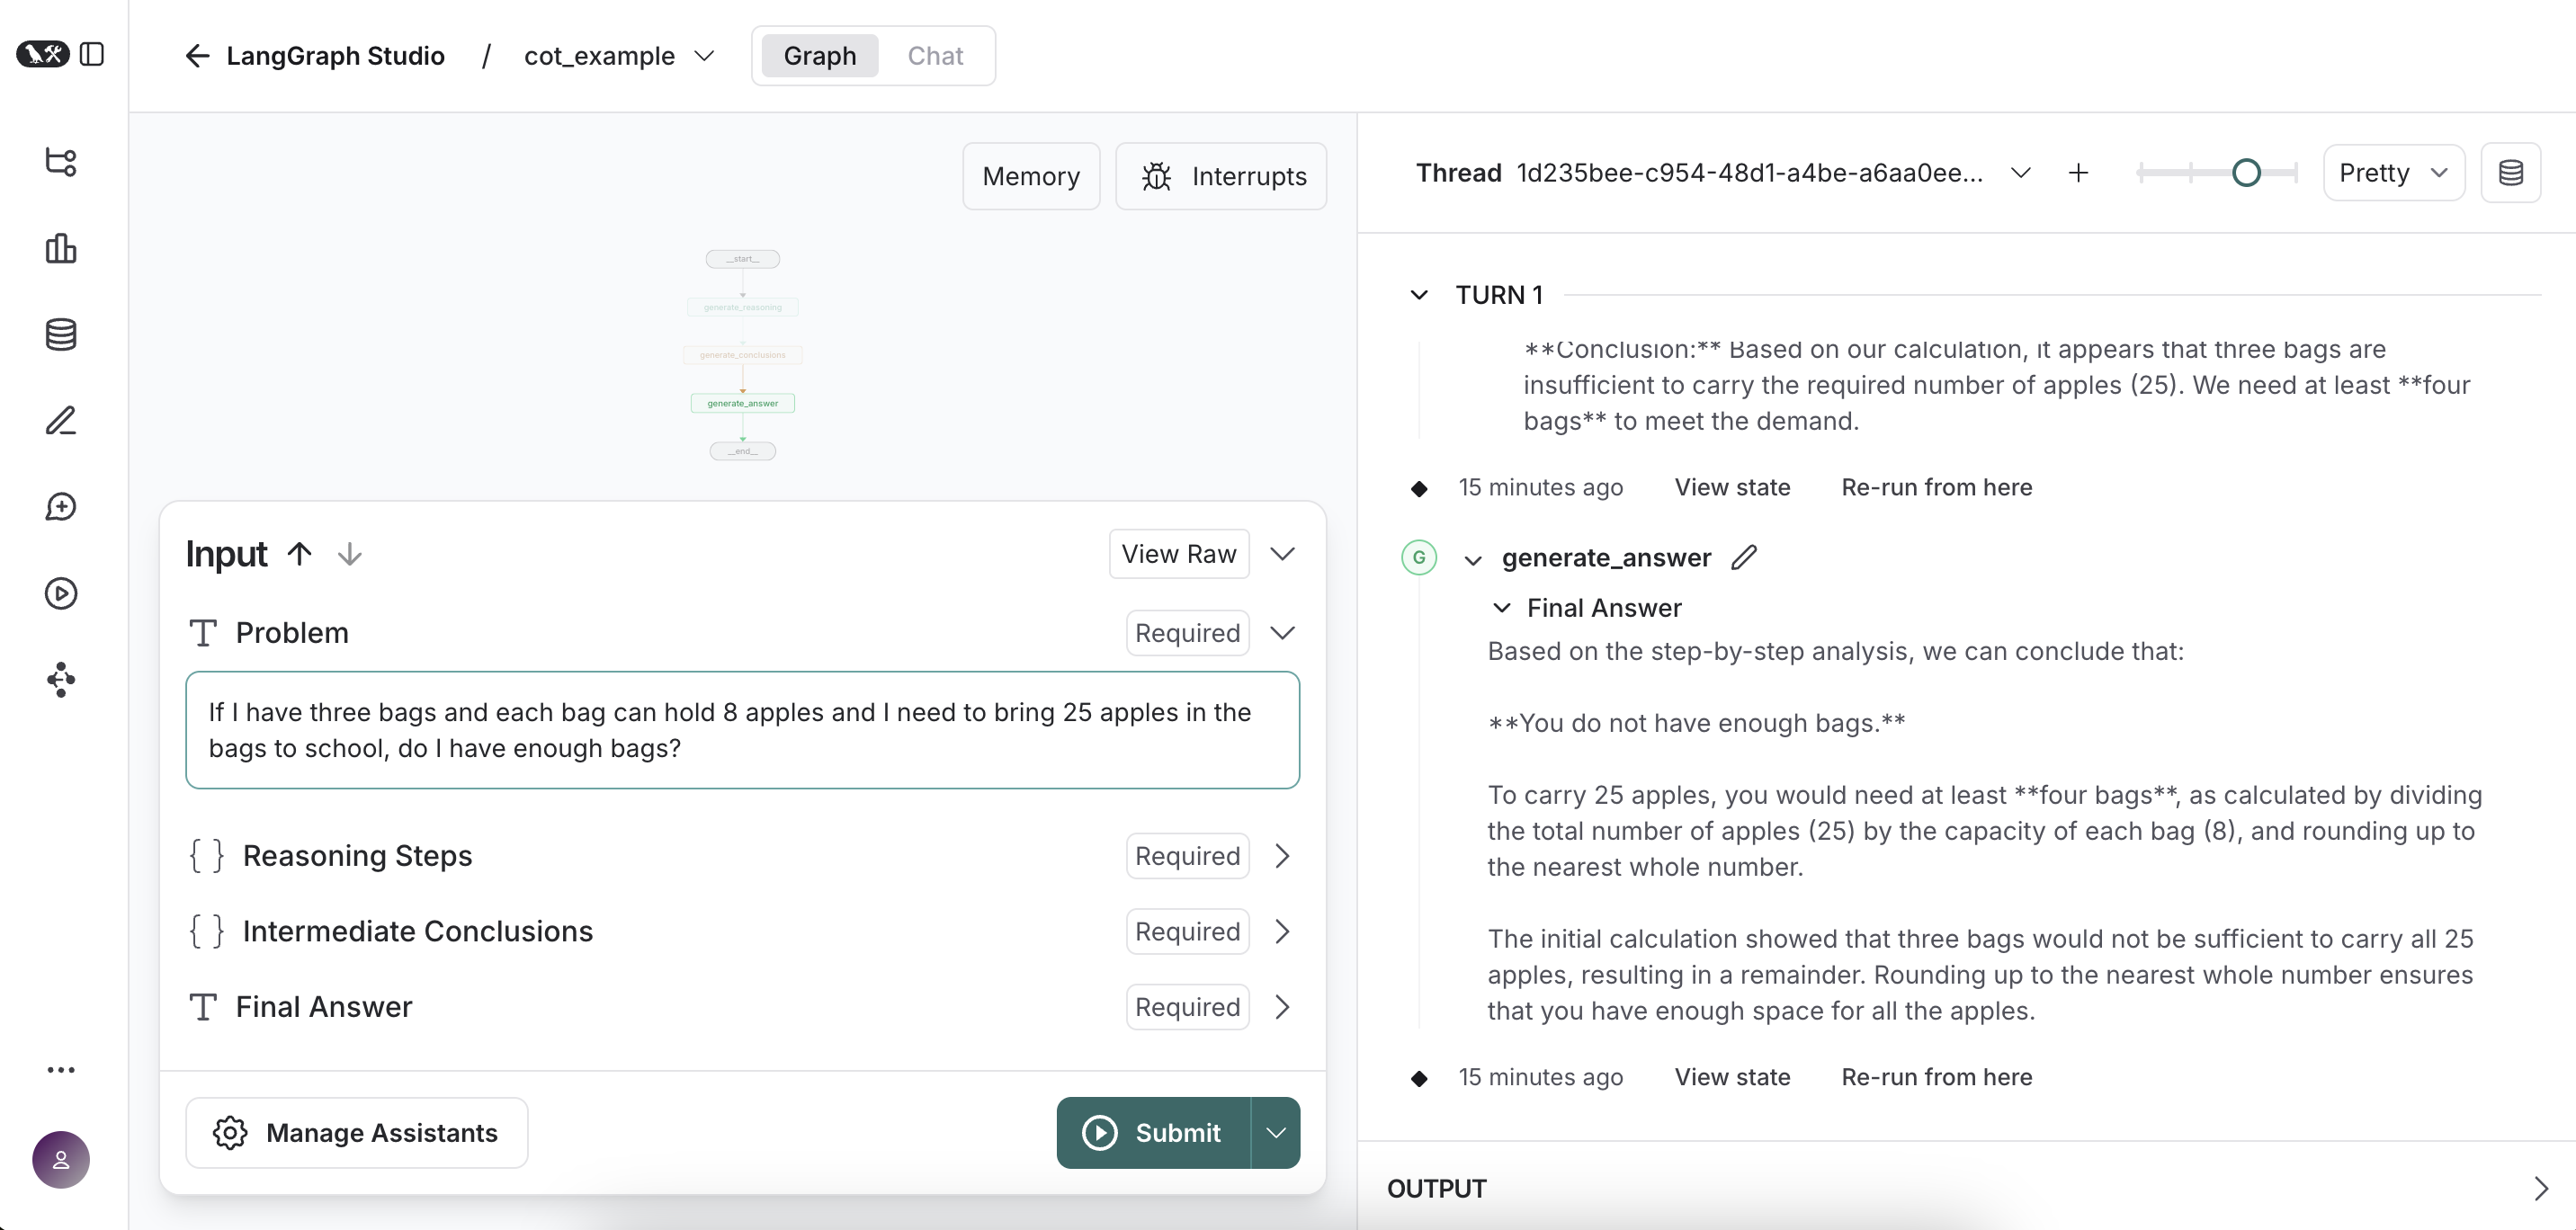 LangGraph Studio / cot_example Graph Chat
Memory Interrupts
__start__
generate_reasoning
generate_conclusions
generate_answer
__end__
Input View Raw
Problem Required
If I have three bags and each bag can hold 8 apples and I need to bring 25 apples in the
bags to school, do I have enough bags?
{ } Reasoning Steps Required
{ } Intermediate Conclusions Required
Final Answer Required
Manage Assistants Submit
Thread 1d235bee-c954-48d1-a4be-a6aa0ee... + Pretty
TURN 1
**Conclusion:** Based on our calculation, it appears that three bags are
insufficient to carry the required number of apples (25). We need at least **four
bags** to meet the demand.
15 minutes ago View state Re-run from here
G generate_answer
Final Answer
Based on the step-by-step analysis, we can conclude that:
**You do not have enough bags.**
To carry 25 apples, you would need at least **four bags**, as calculated by dividing
the total number of apples (25) by the capacity of each bag (8), and rounding up to
the nearest whole number.
The initial calculation showed that three bags would not be sufficient to carry all 25
apples, resulting in a remainder. Rounding up to the nearest whole number ensures
that you have enough space for all the apples.
15 minutes ago View state Re-run from here
OUTPUT